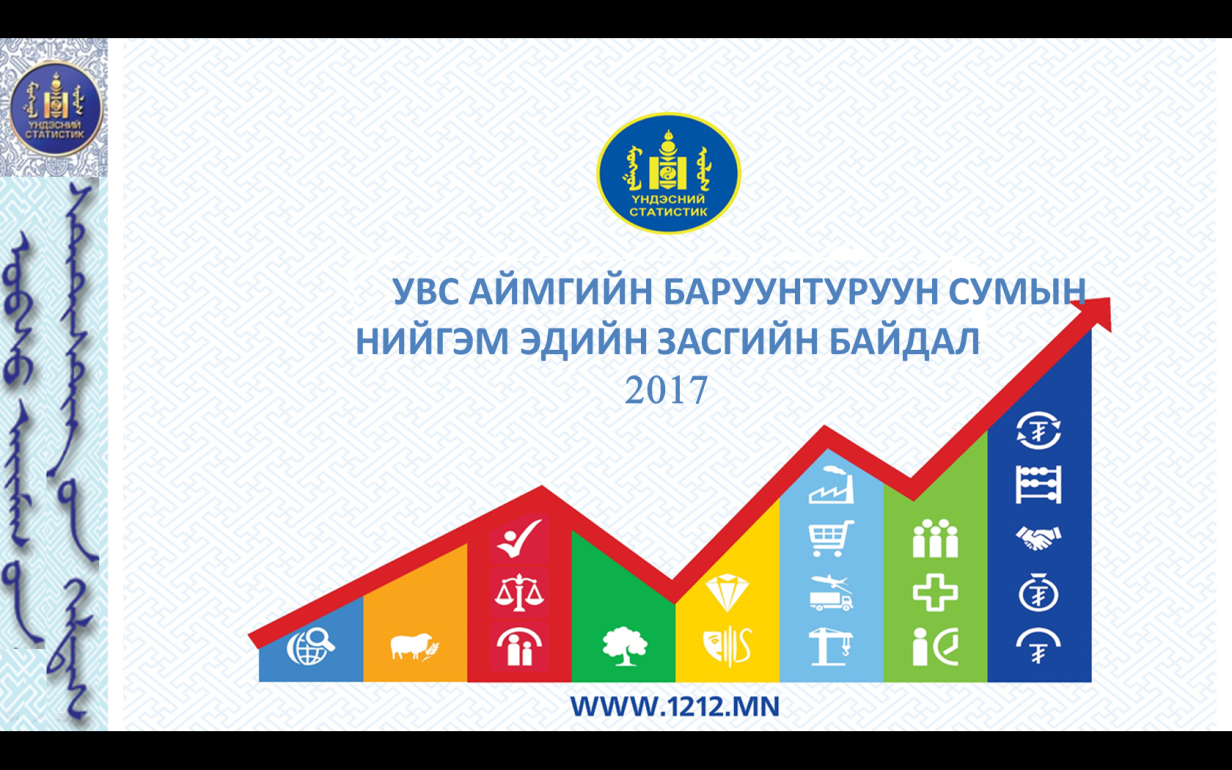 ҮНДЭСНИЙ
СТАТИСТИК
ҮНДЭСНИЙ
СТАТИСТИК
УВС АЙМГИЙН БАРУУНТУРУУН СУМЫН
НИЙГЭМ ЭДИЙН ЗАСГИЙН БАЙДАЛ
2017
WWW.1212.MN